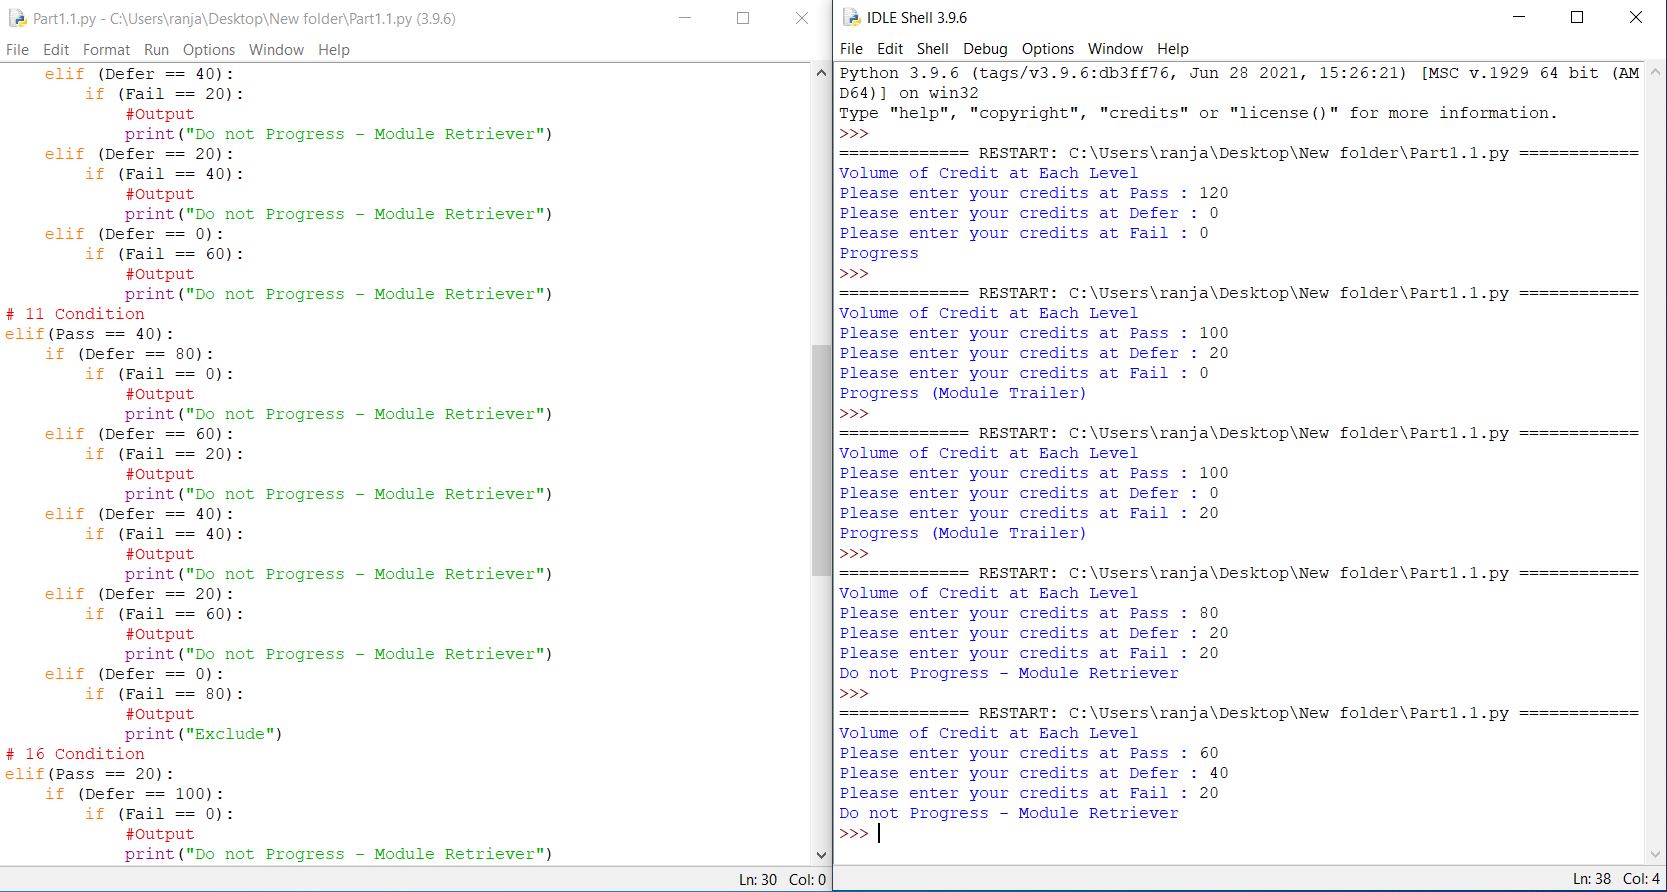 Part1.1.py - C:\Users\ranja\Desktop\New folder\Part1.1.py (3.9.6)
File Edit Format Run Options Window Help
    elif (Defer == 40):
        if (Fail == 20):
            #Output
            print("Do not Progress - Module Retriever")
    elif (Defer == 20):
        if (Fail == 40):
            #Output
            print("Do not Progress - Module Retriever")
    elif (Defer == 0):
        if (Fail == 60):
            #Output
            print("Do not Progress - Module Retriever")
# 11 Condition
elif(Pass == 40):
    if (Defer == 80):
        if (Fail == 0):
            #Output
            print("Do not Progress - Module Retriever")
    elif (Defer == 60):
        if (Fail == 20):
            #Output
            print("Do not Progress - Module Retriever")
    elif (Defer == 40):
        if (Fail == 40):
            #Output
            print("Do not Progress - Module Retriever")
    elif (Defer == 20):
        if (Fail == 60):
            #Output
            print("Do not Progress - Module Retriever")
    elif (Defer == 0):
        if (Fail == 80):
            #Output
            print("Exclude")
# 16 Condition
elif(Pass == 20):
    if (Defer == 100):
        if (Fail == 0):
            #Output
            print("Do not Progress - Module Retriever")
Ln: 30 Col: 0
IDLE Shell 3.9.6
File Edit Shell Debug Options Window Help
Python 3.9.6 (tags/v3.9.6:db3ff76, Jun 28 2021, 15:26:21) [MSC v.1929 64 bit (AM
D64)] on win32
Type "help", "copyright", "credits" or "license()" for more information.
>>>
============= RESTART: C:\Users\ranja\Desktop\New folder\Part1.1.py ============
Volume of Credit at Each Level
Please enter your credits at Pass : 120
Please enter your credits at Defer : 0
Please enter your credits at Fail : 0
Progress
>>>
============= RESTART: C:\Users\ranja\Desktop\New folder\Part1.1.py ============
Volume of Credit at Each Level
Please enter your credits at Pass : 100
Please enter your credits at Defer : 20
Please enter your credits at Fail : 0
Progress (Module Trailer)
>>>
============= RESTART: C:\Users\ranja\Desktop\New folder\Part1.1.py ============
Volume of Credit at Each Level
Please enter your credits at Pass : 100
Please enter your credits at Defer : 0
Please enter your credits at Fail : 20
Progress (Module Trailer)
>>>
============= RESTART: C:\Users\ranja\Desktop\New folder\Part1.1.py ============
Volume of Credit at Each Level
Please enter your credits at Pass : 80
Please enter your credits at Defer : 20
Please enter your credits at Fail : 20
Do not Progress - Module Retriever
>>>
============= RESTART: C:\Users\ranja\Desktop\New folder\Part1.1.py ============
Volume of Credit at Each Level
Please enter your credits at Pass : 60
Please enter your credits at Defer : 40
Please enter your credits at Fail : 20
Do not Progress - Module Retriever
>>>
Ln: 38 Col: 4